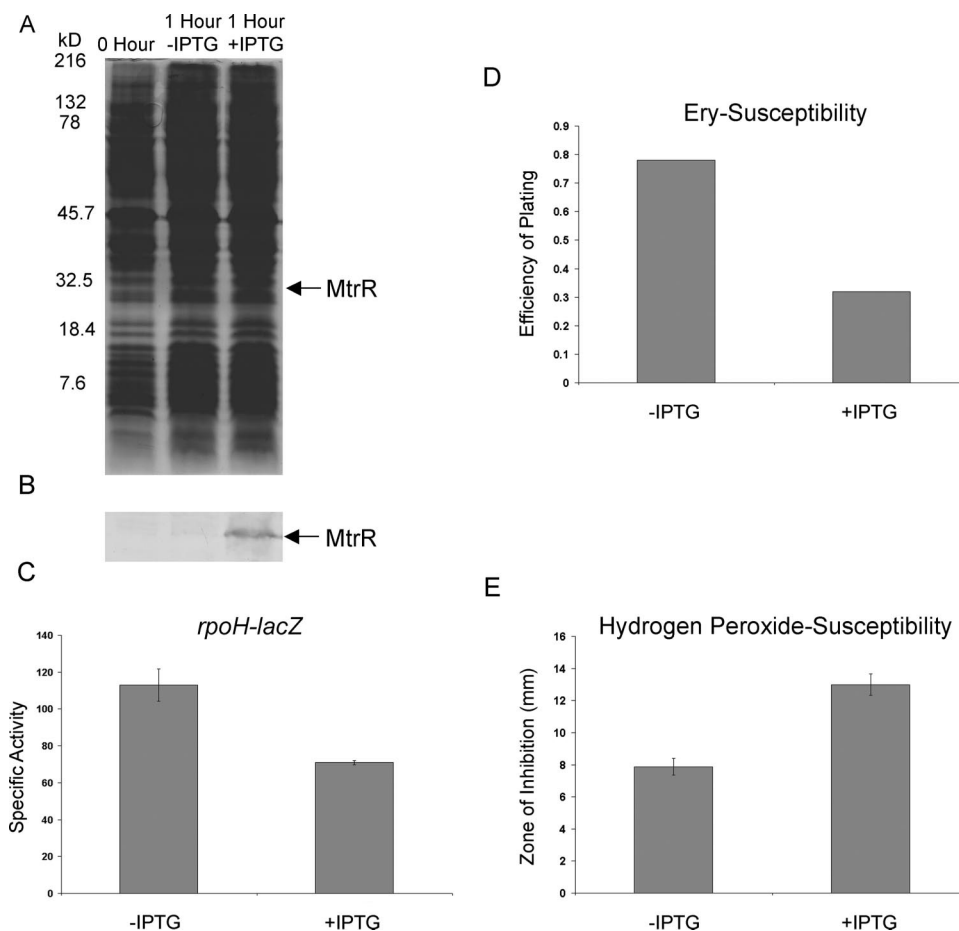 A
kD
0 Hour
1 Hour
-IPTG
1 Hour
+IPTG
216
132
78
45.7
32.5
18.4
7.6
MtrR
B
MtrR
C
rpoH-lacZ
Specific Activity
140
120
100
80
60
40
20
0
-IPTG
+IPTG
D
Ery-Susceptibility
Efficiency of Plating
0.9
0.8
0.7
0.6
0.5
0.4
0.3
0.2
0.1
0
-IPTG
+IPTG
E
Hydrogen Peroxide-Susceptibility
Zone of Inhibition (mm)
16
14
12
10
8
6
4
2
0
-IPTG
+IPTG